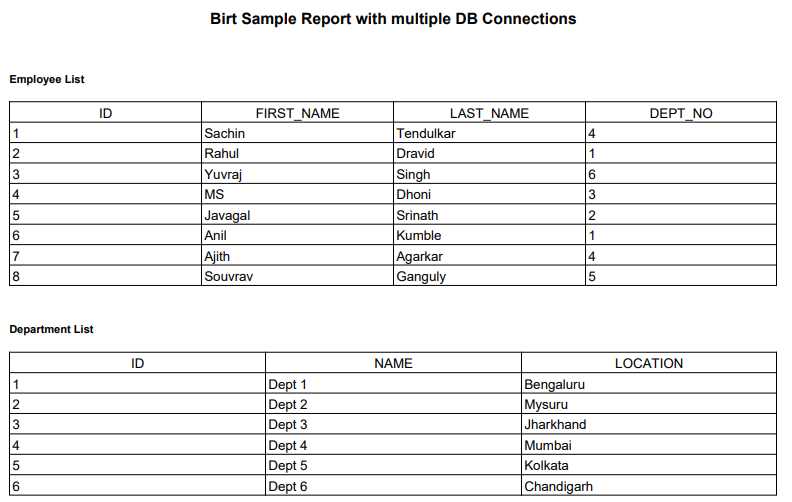 Birt Sample Report with multiple DB Connections
Employee List
ID FIRST_NAME LAST_NAME DEPT_NO
1 Sachin Tendulkar 4
2 Rahul Dravid 1
3 Yuvraj Singh 6
4 MS Dhoni 3
5 Javagal Srinath 2
6 Anil Kumble 1
7 Ajith Agarkar 4
8 Souvrav Ganguly 5
Department List
ID NAME LOCATION
1 Dept 1 Bengaluru
2 Dept 2 Mysuru
3 Dept 3 Jharkhand
4 Dept 4 Mumbai
5 Dept 5 Kolkata
6 Dept 6 Chandigarh